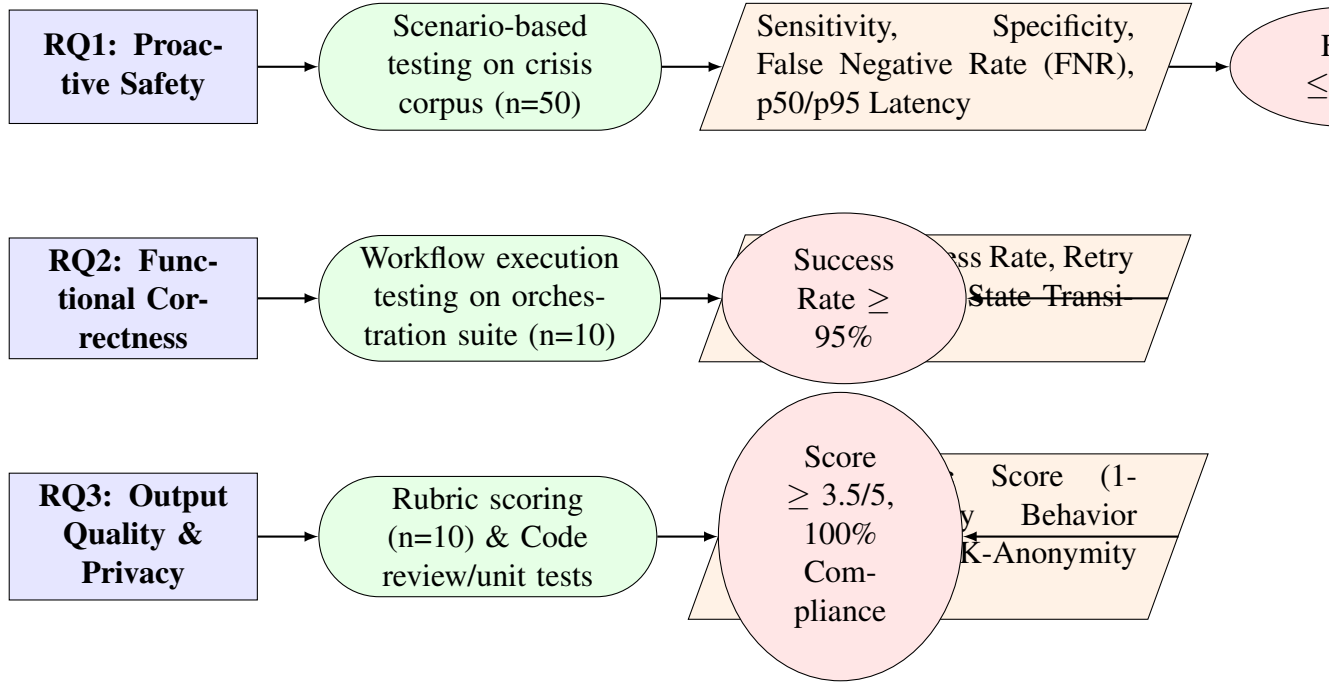 RQ1: Proac-
tive Safety
Scenario-based
testing on crisis
corpus (n=50)
Sensitivity, Specificity,
False Negative Rate (FNR),
p50/p95 Latency
≤
RQ2: Func-
tional Cor-
rectness
Workflow execution
testing on orches-
tration suite (n=10)
Success
Rate ≥
95%
Rate, Retry
State Transi-
RQ3: Output
Quality &
Privacy
Rubric scoring
(n=10) & Code
review/unit tests
Score
≥ 3.5/5,
100%
Com-
pliance
Score (1-
Behavior
K-Anonymity